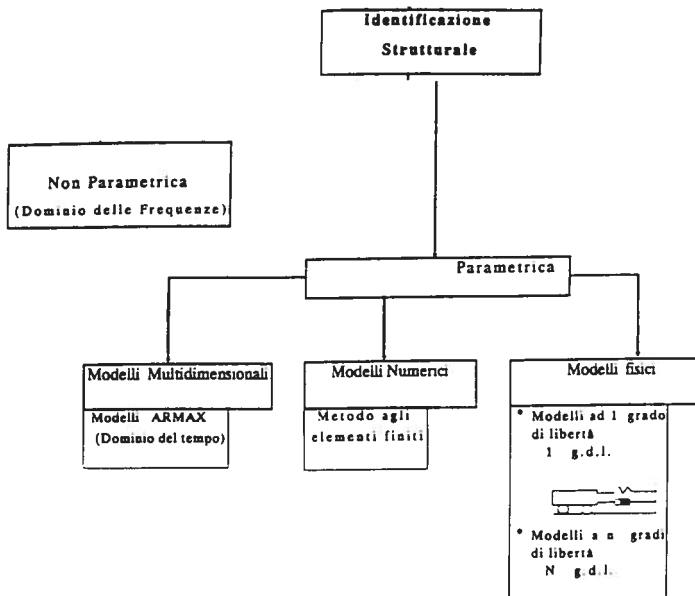 Identificazione
Strutturale
Non Parametrica
(Dominio delle Frequenze)
Parametrica
Modelli Multidimensionali
Modelli ARMAX
(Dominio del tempo)
Modelli Numerici
Metodo agli
elementi finiti
Modelli fisici
* Modelli ad 1 grado
di libertà
1 g.d.l.
* Modelli a n gradi
di libertà
N g.d.l.